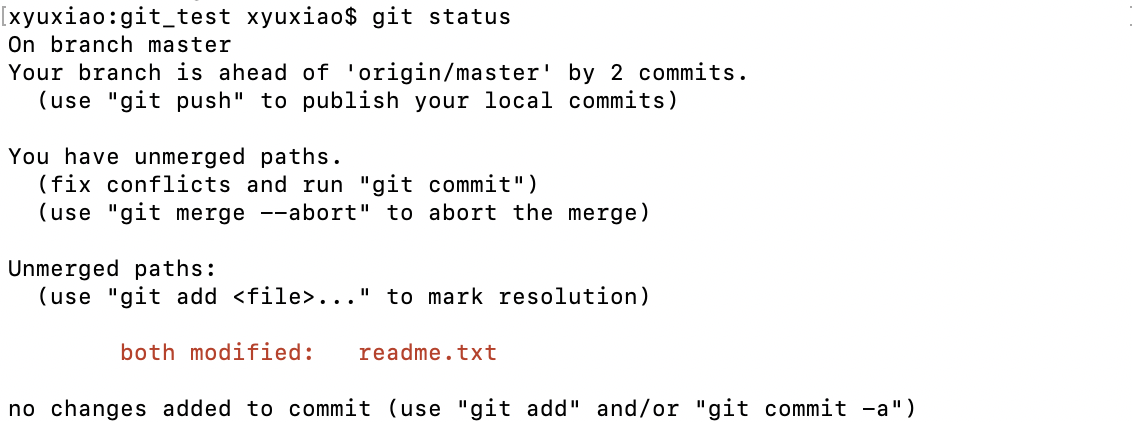 [xyuxiao:git_test xyuxiao$ git status
On branch master
Your branch is ahead of 'origin/master' by 2 commits.
  (use "git push" to publish your local commits)

You have unmerged paths.
  (fix conflicts and run "git commit")
  (use "git merge --abort" to abort the merge)

Unmerged paths:
  (use "git add <file>..." to mark resolution)

        both modified:   readme.txt

no changes added to commit (use "git add" and/or "git commit -a")